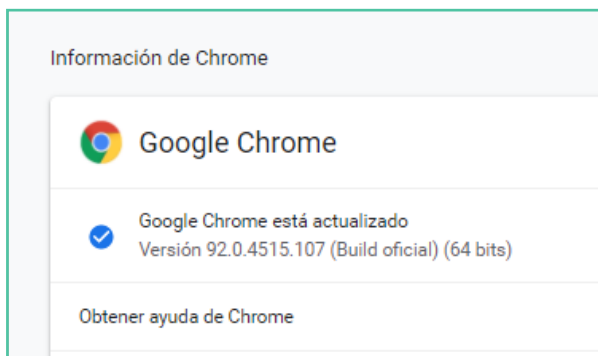 Información de Chrome
Google Chrome
Google Chrome está actualizado
Versión 92.0.4515.107 (Build oficial) (64 bits)
Obtener ayuda de Chrome